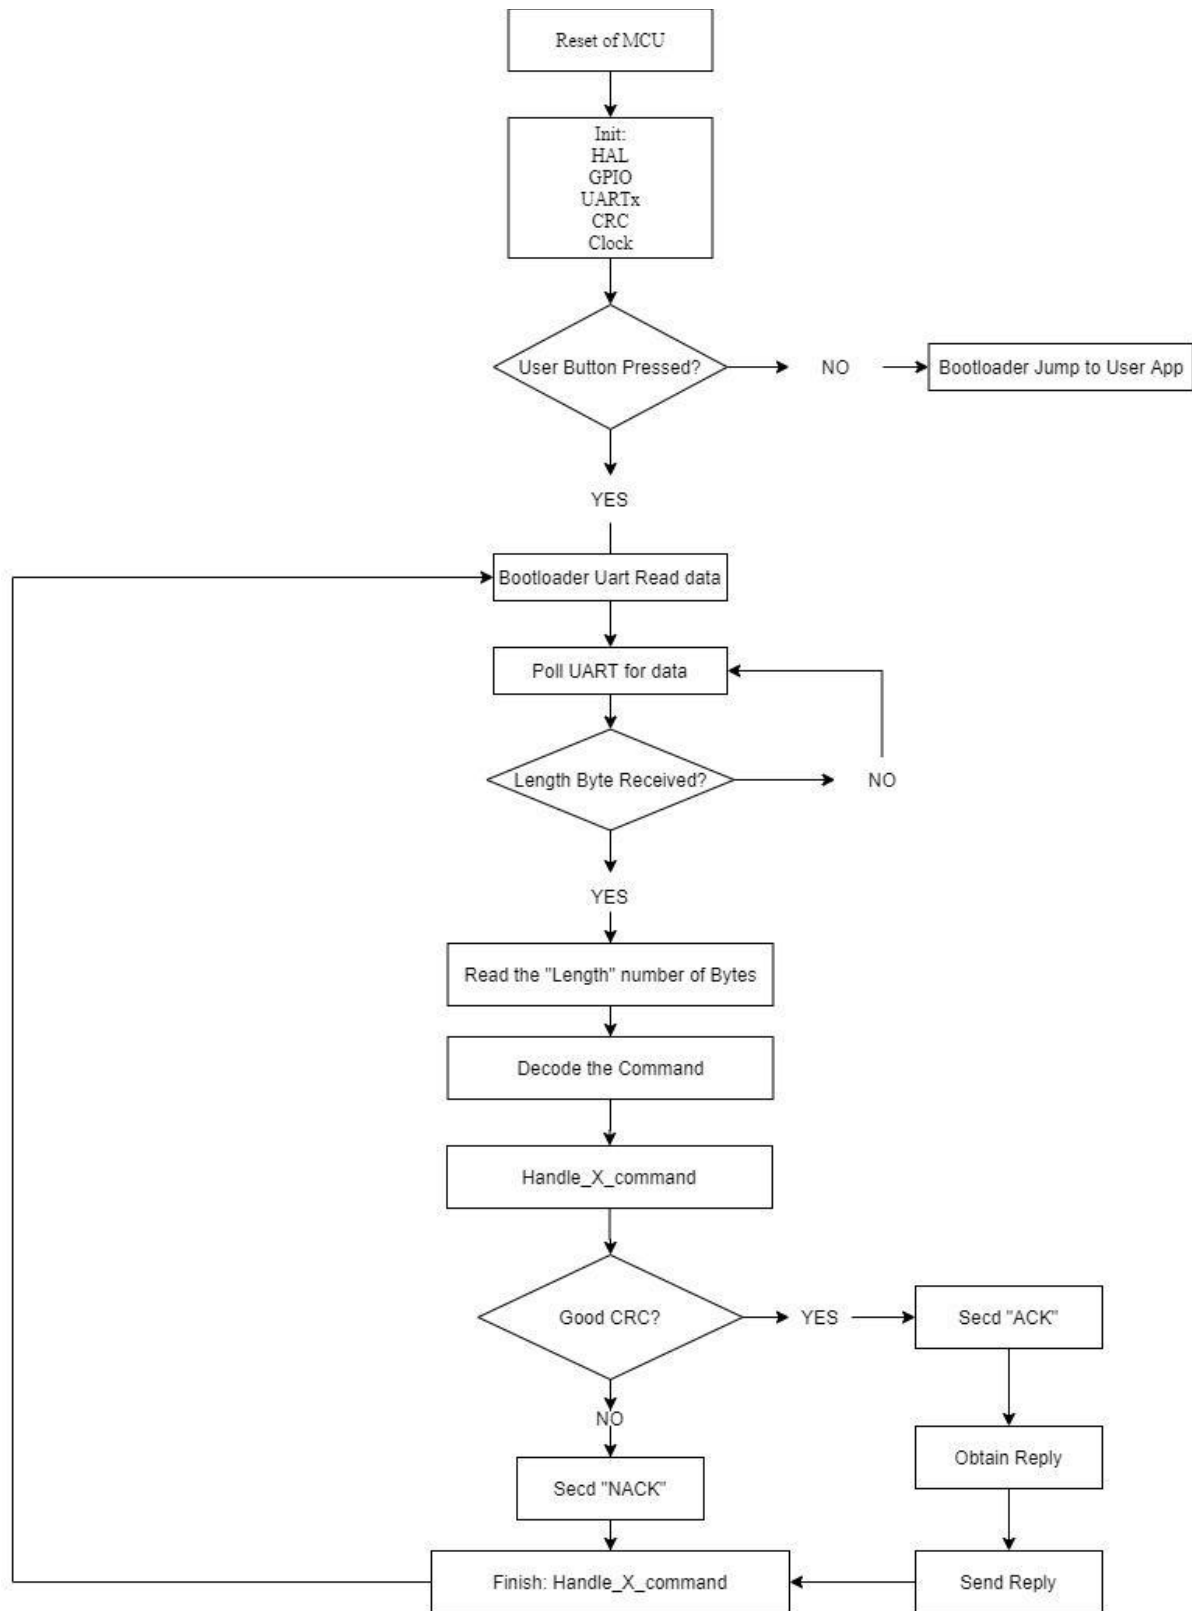 Reset of MCU
Init:
HAL
GPIO
UARTx
CRC
Clock
User Button Pressed?
NO
Bootloader Jump to User App
YES
Bootloader Uart Read data
Poll UART for data
Length Byte Received?
NO
YES
Read the "Length" number of Bytes
Decode the Command
Handle_X_command
Good CRC?
YES
Secd "ACK"
NO
Obtain Reply
Secd "NACK"
Finish: Handle_X_command
Send Reply